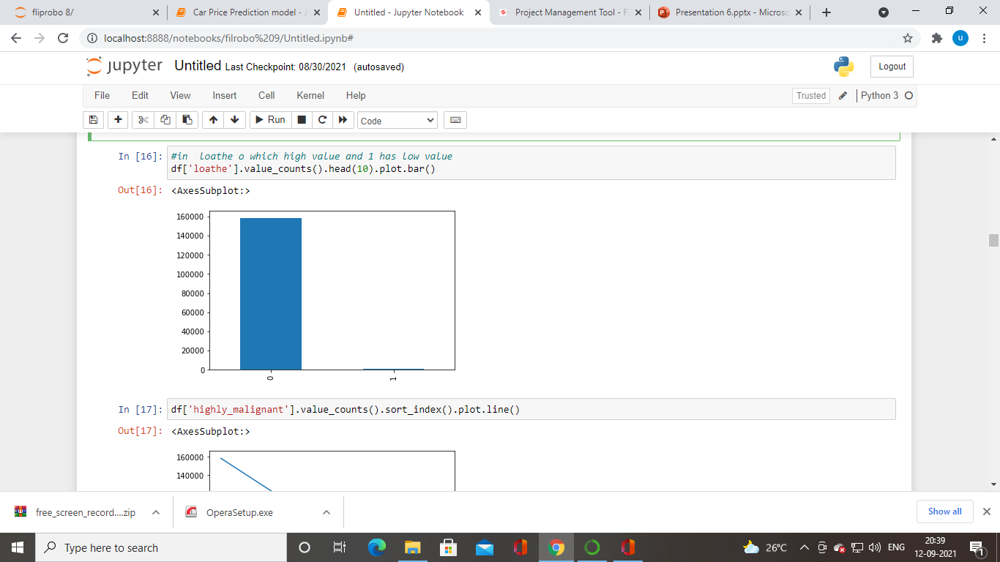 fliprobo 8/
Car Price Prediction model - J
Untitled - Jupyter Notebook
Project Management Tool - F
Presentation 6.pptx - Microso
localhost:8888/notebooks/filrobo%209/Untitled.ipynb#
u
jupyter Untitled Last Checkpoint: 08/30/2021 (autosaved)
Logout
File Edit View Insert Cell Kernel Help
Trusted
Python 3
Run
Code
In [16]: #in  loathe o which high value and 1 has low value
df['loathe'].value_counts().head(10).plot.bar()
Out[16]: <AxesSubplot:>
160000
140000
120000
100000
80000
60000
40000
20000
0
0 1
In [17]: df['highly_malignant'].value_counts().sort_index().plot.line()
Out[17]: <AxesSubplot:>
160000
140000
free_screen_record....zip
OperaSetup.exe
Show all
Type here to search
26°C
ENG
20:39
12-09-2021
1